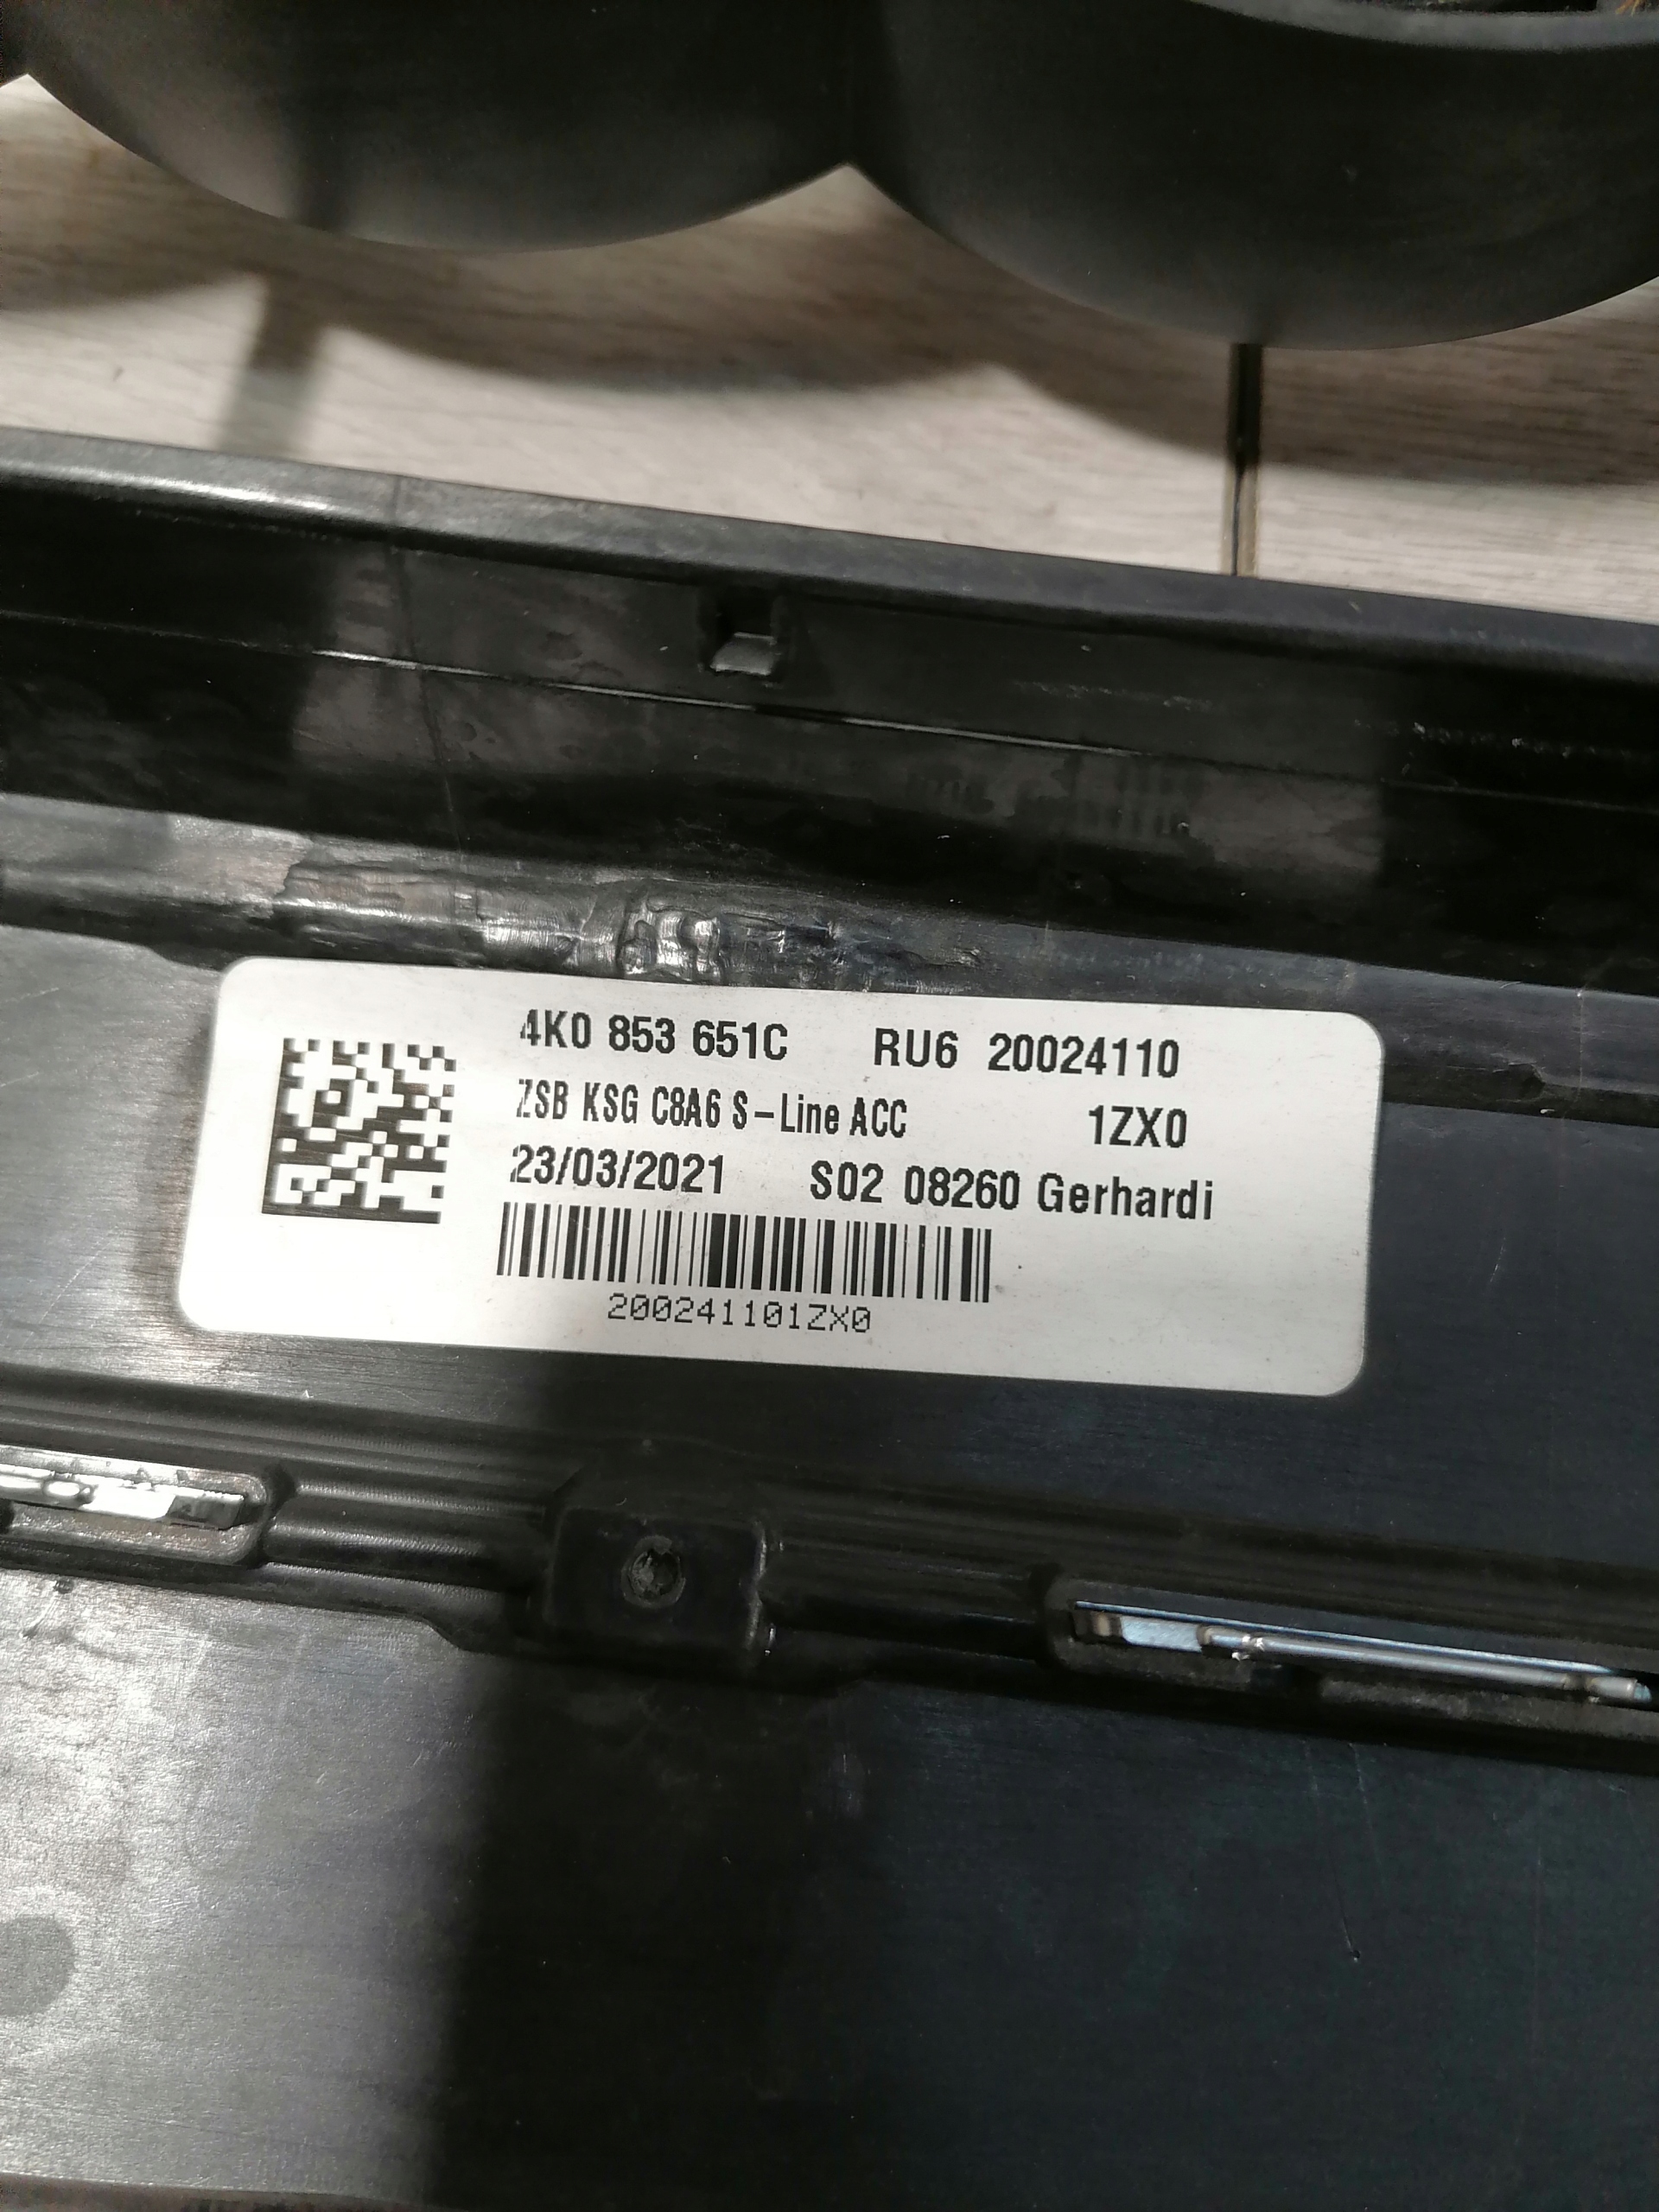 4K0 853 651C RU6 20024110
ZSB KSG C8A6 S-Line ACC 1ZX0
23/03/2021 S02 08260 Gerhardi
200241101ZX0